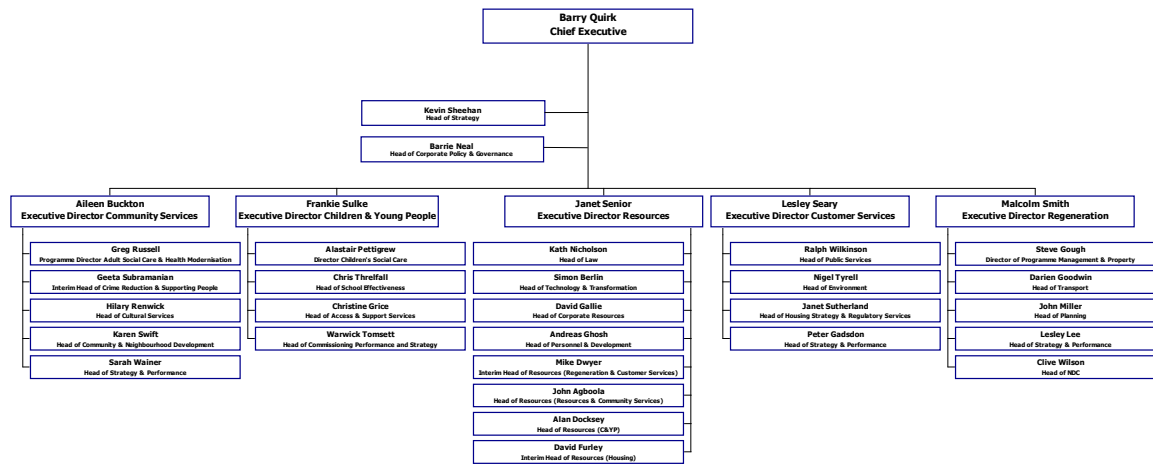 Barry Quirk
Chief Executive
Kevin Sheehan
Head of Strategy
Barrie Neal
Head of Corporate Policy & Governance
Aileen Buckton
Executive Director Community Services
Greg Russell
Programme Director Adult Social Care & Health Modernisation
Geeta Subramanian
Interim Head of Crime Reduction & Supporting People
Hilary Renwick
Head of Cultural Services
Karen Swift
Head of Community & Neighbourhood Development
Sarah Wainer
Head of Strategy & Performance
Frankie Sulke
Executive Director Children & Young People
Alastair Pettigrew
Director Children's Social Care
Chris Threlfall
Head of School Effectiveness
Christine Grice
Head of Access & Support Services
Warwick Tomsett
Head of Commissioning Performance and Strategy
Janet Senior
Executive Director Resources
Kath Nicholson
Head of Law
Simon Berlin
Head of Technology & Transformation
David Gallie
Head of Corporate Resources
Andreas Ghosh
Head of Personnel & Development
Mike Dwyer
Interim Head of Resources (Regeneration & Customer Services)
John Agboola
Head of Resources (Resources & Community Services)
Alan Docksey
Head of Resources (C&YP)
David Furley
Interim Head of Resources (Housing)
Lesley Seary
Executive Director Customer Services
Ralph Wilkinson
Head of Public Services
Nigel Tyrell
Head of Environment
Janet Sutherland
Head of Housing Strategy & Regulatory Services
Peter Gadsdon
Head of Strategy & Performance
Malcolm Smith
Executive Director Regeneration
Steve Gough
Director of Programme Management & Property
Darien Goodwin
Head of Transport
John Miller
Head of Planning
Lesley Lee
Head of Strategy & Performance
Clive Wilson
Head of NDC